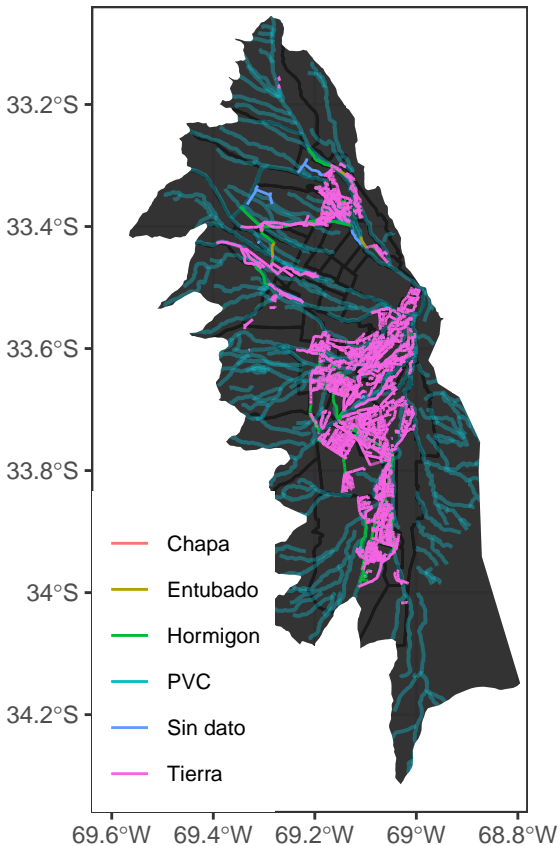 33.2°S
33.4°S
33.6°S
33.8°S
34°S
34.2°S
Chapa
Entubado
Hormigon
PVC
Sin dato
Tierra
69.6°W 69.4°W 69.2°W 69°W 68.8°W